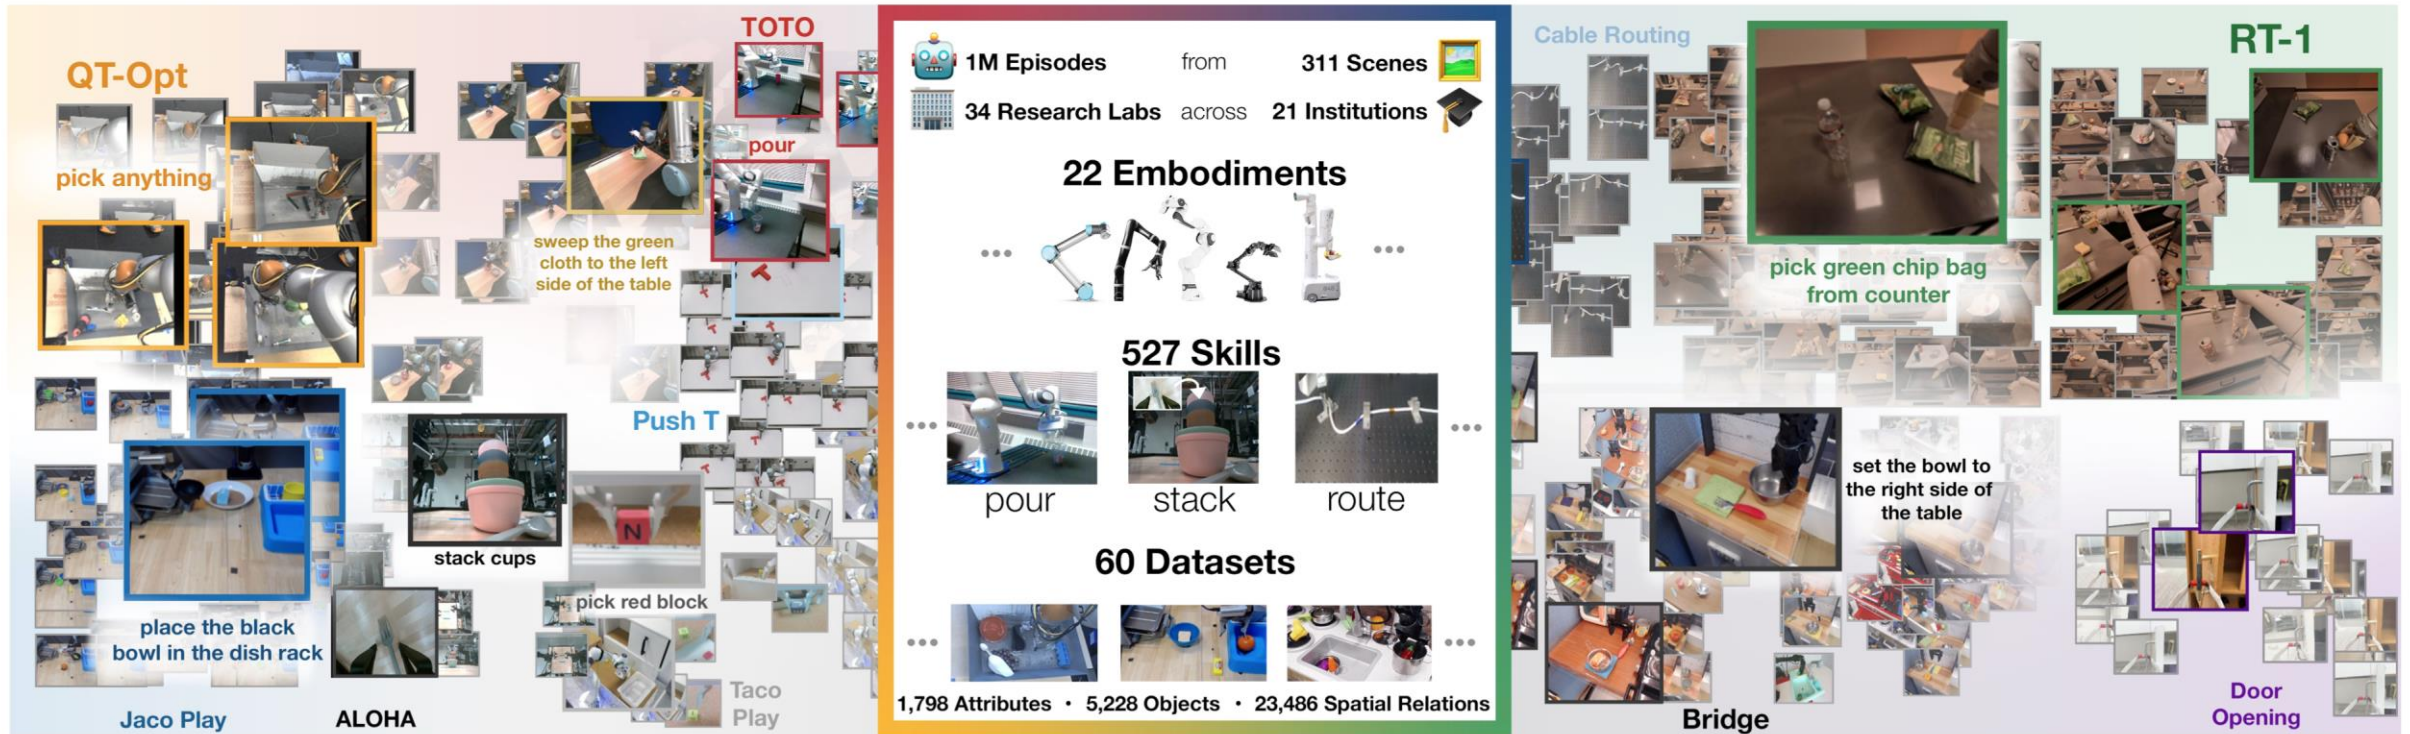 QT-Opt
pick anything
TOTO
pour
sweep the green
cloth to the left
side of the table
Push T
stack cups
N
pick red block
place the black
bowl in the dish rack
Jaco Play
ALOHA
Taco
Play
1M Episodes from 311 Scenes
34 Research Labs across 21 Institutions
22 Embodiments
527 Skills
pour stack route
60 Datasets
1,798 Attributes • 5,228 Objects • 23,486 Spatial Relations
Cable Routing
RT-1
pick green chip bag
from counter
set the bowl to
the right side of
the table
Bridge
Door
Opening